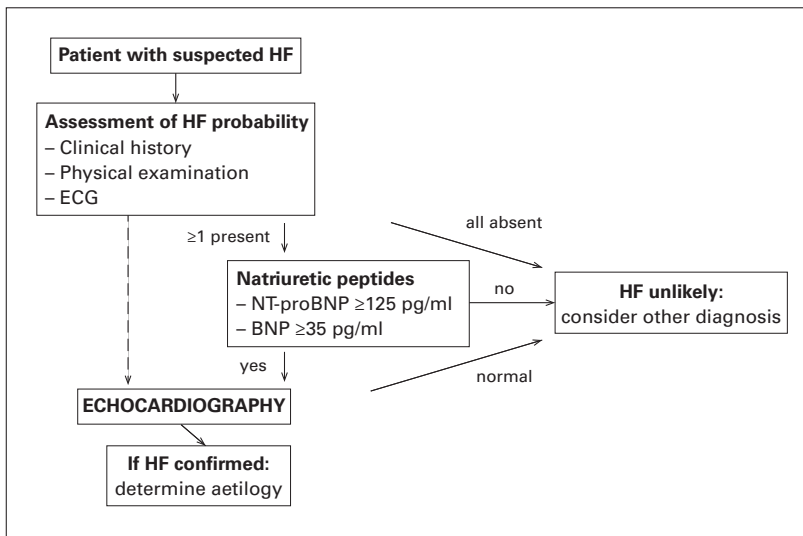 Patient with suspected HF
Assessment of HF probability
– Clinical history
– Physical examination
– ECG
all absent
≥1 present
Natriuretic peptides
– NT-proBNP ≥125 pg/ml
– BNP ≥35 pg/ml
no
HF unlikely:
consider other diagnosis
yes
normal
ECHOCARDIOGRAPHY
If HF confirmed:
determine aetilogy